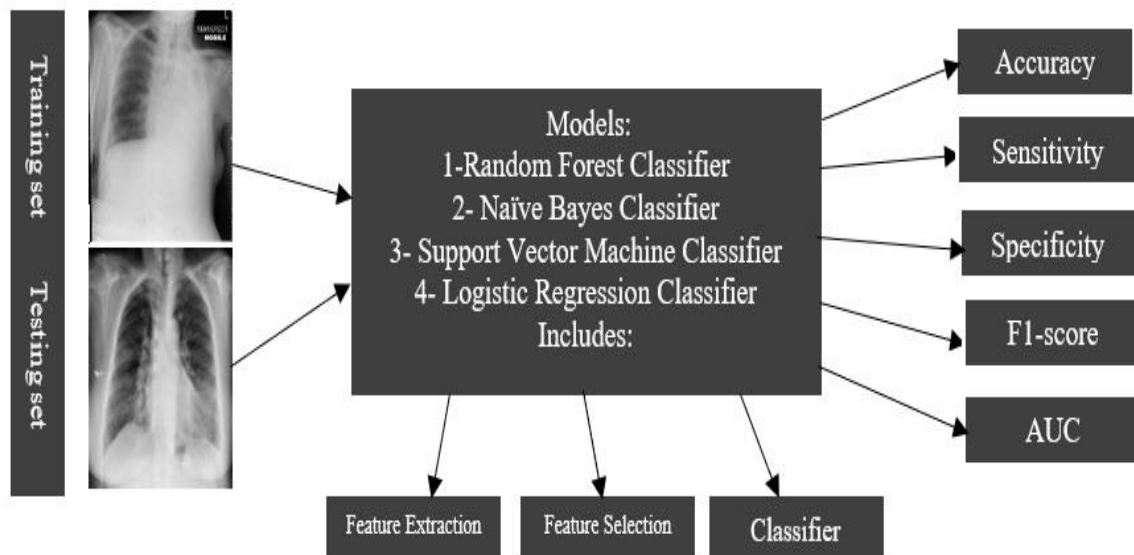 Training set
Testing set
L
MOBILE
Models:
1-Random Forest Classifier
2- Naïve Bayes Classifier
3- Support Vector Machine Classifier
4- Logistic Regression Classifier
Includes:
Accuracy
Sensitivity
Specificity
F1-score
AUC
Feature Extraction
Feature Selection
Classifier